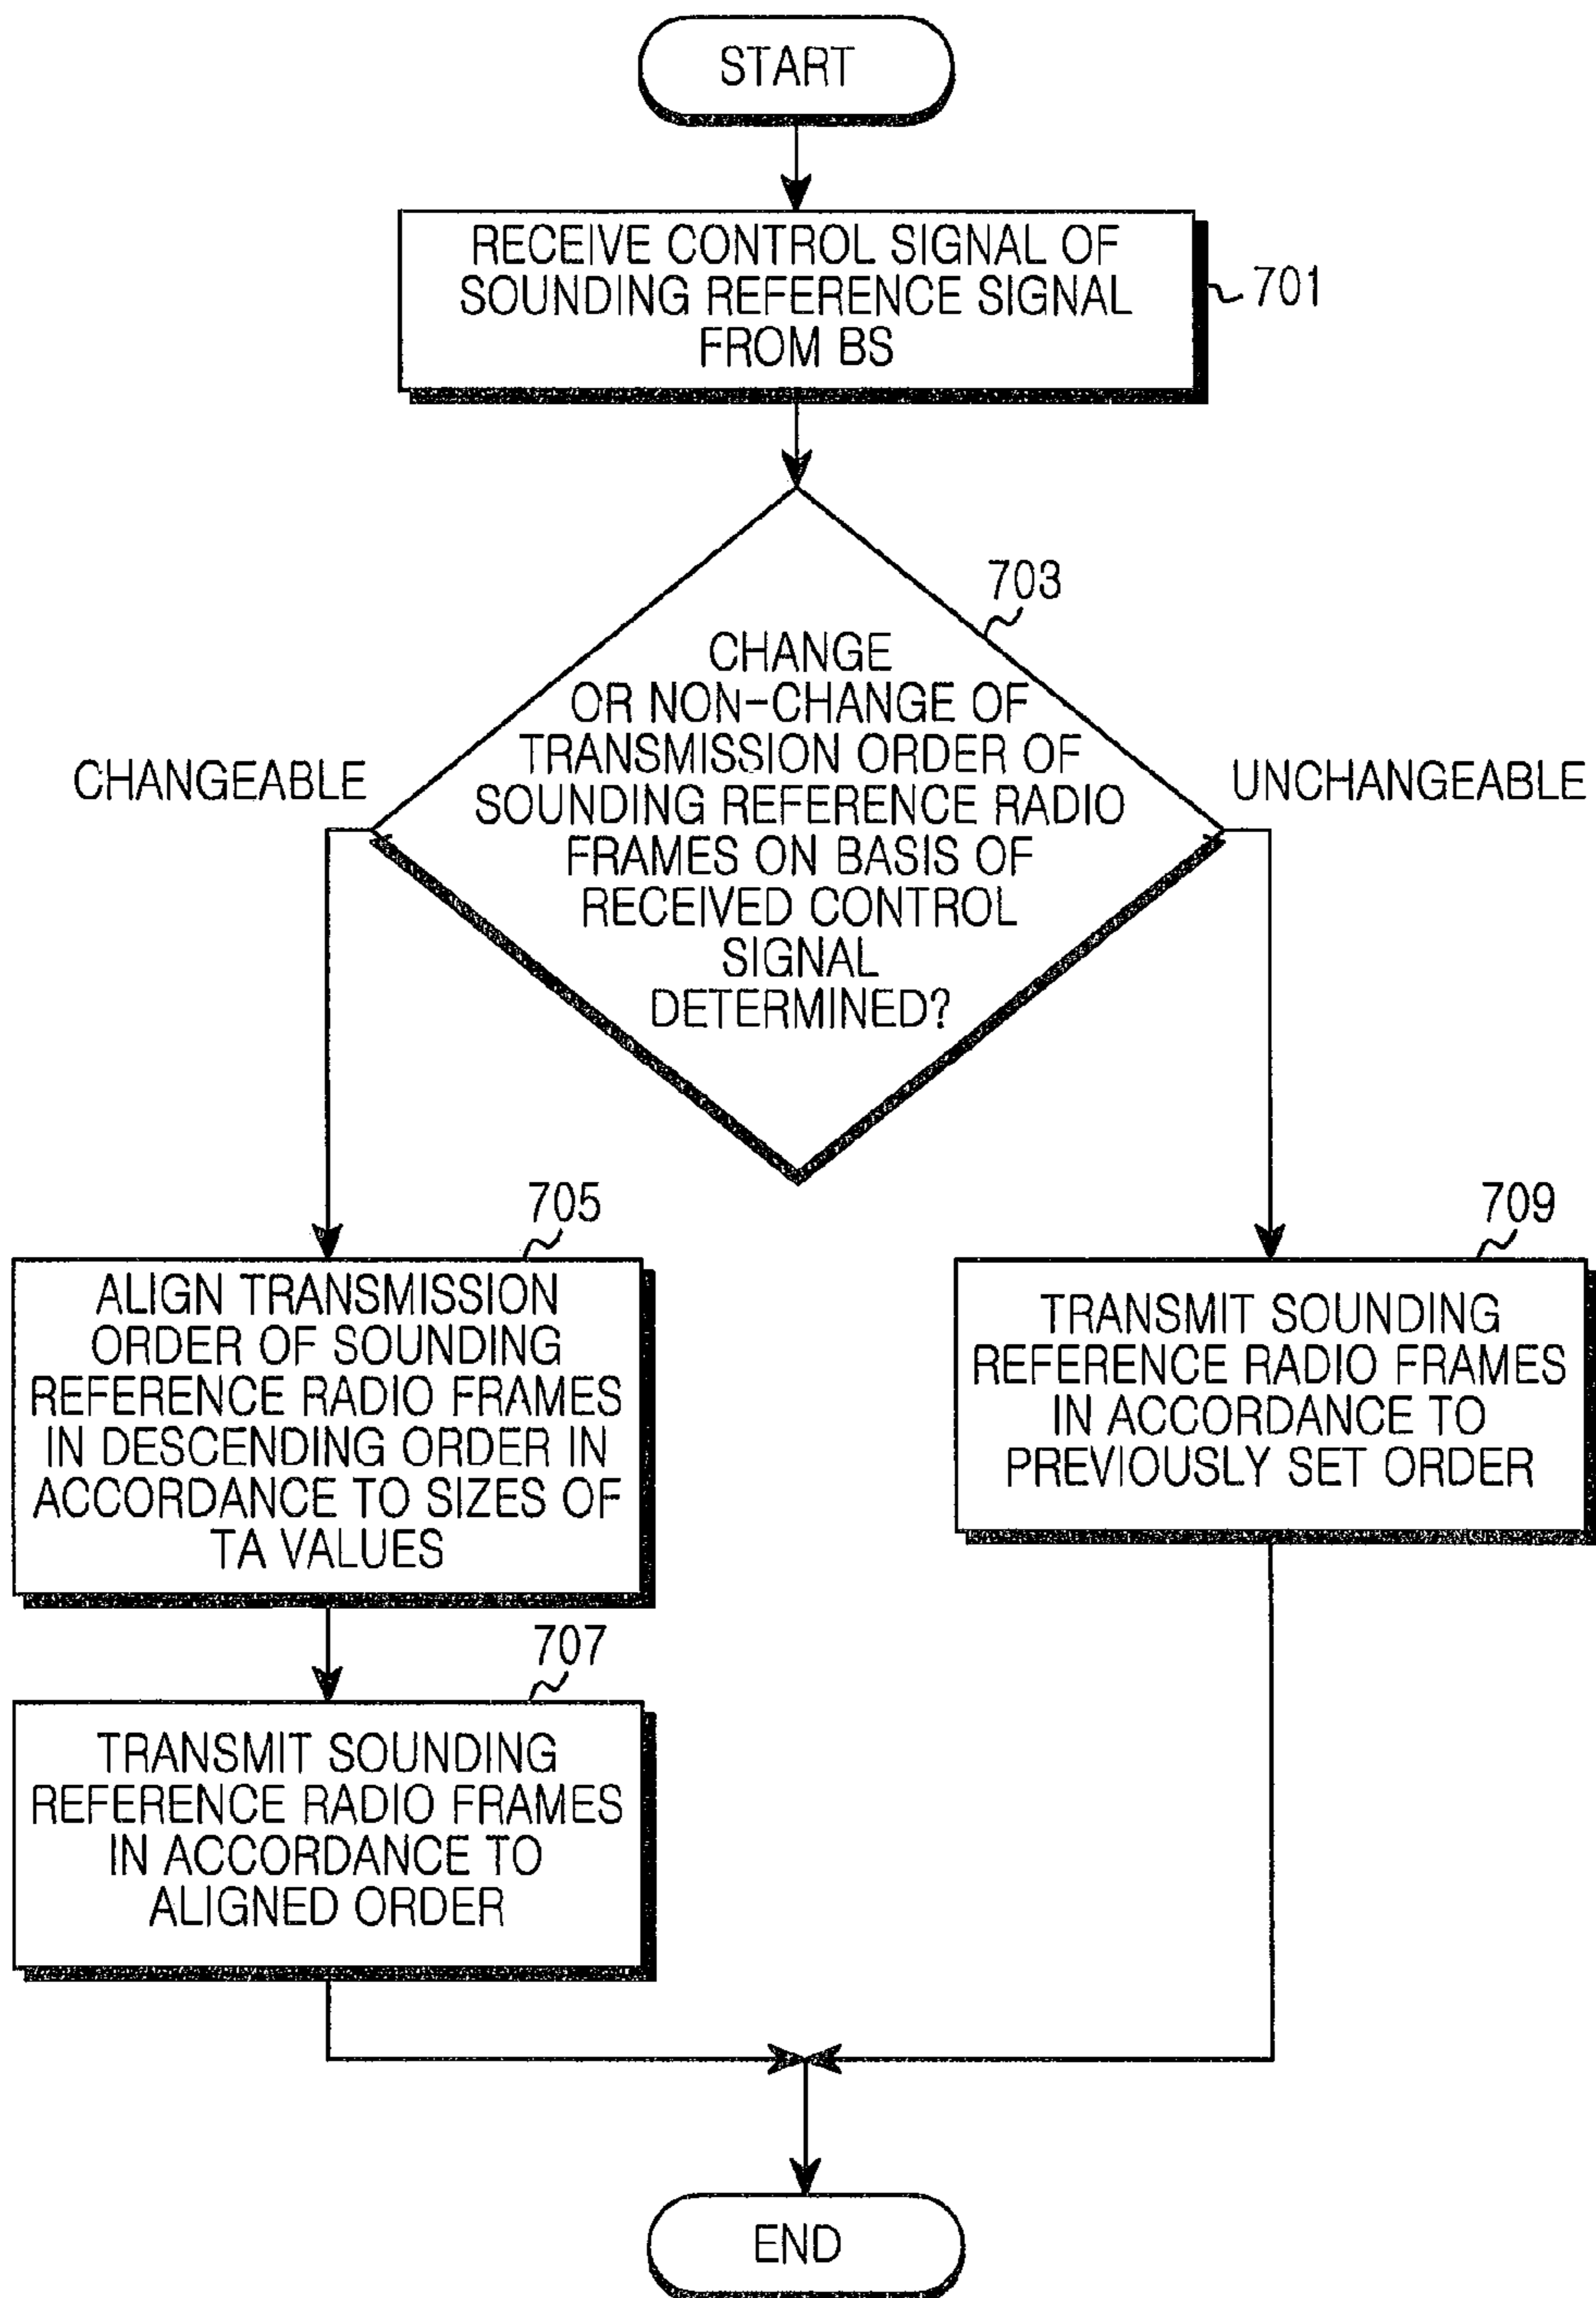 START
RECEIVE CONTROL SIGNAL OF
SOUNDING REFERENCE SIGNAL
FROM BS
701
703
CHANGE
OR NON-CHANGE OF
TRANSMISSION ORDER OF
SOUNDING REFERENCE RADIO
FRAMES ON BASIS OF
RECEIVED CONTROL
SIGNAL
DETERMINED?
CHANGEABLE
UNCHANGEABLE
705
ALIGN TRANSMISSION
ORDER OF SOUNDING
REFERENCE RADIO FRAMES
IN DESCENDING ORDER IN
ACCORDANCE TO SIZES OF
TA VALUES
709
TRANSMIT SOUNDING
REFERENCE RADIO FRAMES
IN ACCORDANCE TO
PREVIOUSLY SET ORDER
707
TRANSMIT SOUNDING
REFERENCE RADIO FRAMES
IN ACCORDANCE TO
ALIGNED ORDER
END